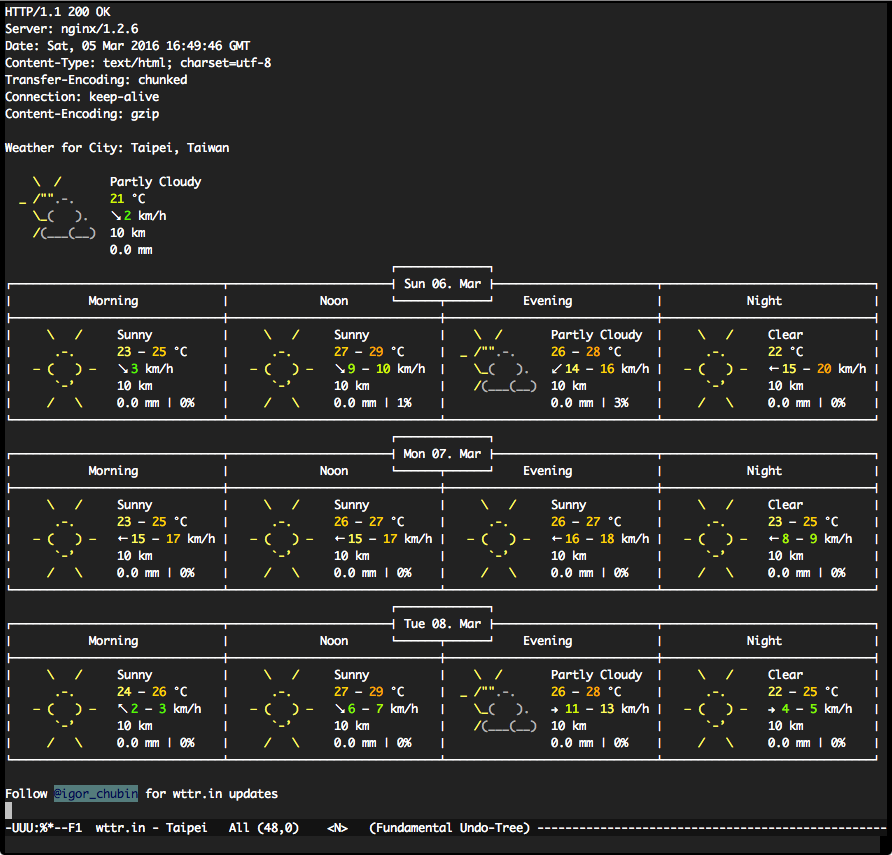 HTTP/1.1 200 OK
Server: nginx/1.2.6
Date: Sat, 05 Mar 2016 16:49:46 GMT
Content-Type: text/html; charset=utf-8
Transfer-Encoding: chunked
Connection: keep-alive
Content-Encoding: gzip
Weather for City: Taipei, Taiwan
Partly Cloudy
21 °C
↘ 2 km/h
10 km
0.0 mm
Sun 06. Mar
Morning Noon Evening Night
Sunny Sunny Partly Cloudy Clear
23 – 25 °C 27 – 29 °C 26 – 28 °C 22 °C
↘ 3 km/h ↘ 9 – 10 km/h ↙ 14 – 16 km/h ← 15 – 20 km/h
10 km 10 km 10 km 10 km
0.0 mm | 0% 0.0 mm | 1% 0.0 mm | 3% 0.0 mm | 0%
Mon 07. Mar
Morning Noon Evening Night
Sunny Sunny Sunny Clear
23 – 25 °C 26 – 27 °C 26 – 27 °C 23 – 25 °C
← 15 – 17 km/h ← 15 – 17 km/h ← 16 – 18 km/h ← 8 – 9 km/h
10 km 10 km 10 km 10 km
0.0 mm | 0% 0.0 mm | 0% 0.0 mm | 0% 0.0 mm | 0%
Tue 08. Mar
Morning Noon Evening Night
Sunny Sunny Partly Cloudy Clear
24 – 26 °C 27 – 29 °C 26 – 28 °C 22 – 25 °C
↖ 2 – 3 km/h ↘ 6 – 7 km/h → 11 – 13 km/h → 4 – 5 km/h
10 km 10 km 10 km 10 km
0.0 mm | 0% 0.0 mm | 0% 0.0 mm | 0% 0.0 mm | 0%
Follow @igor_chubin for wttr.in updates
-UUU:%*--F1 wttr.in - Taipei All (48,0) <N> (Fundamental Undo-Tree) --------------------------------------------------